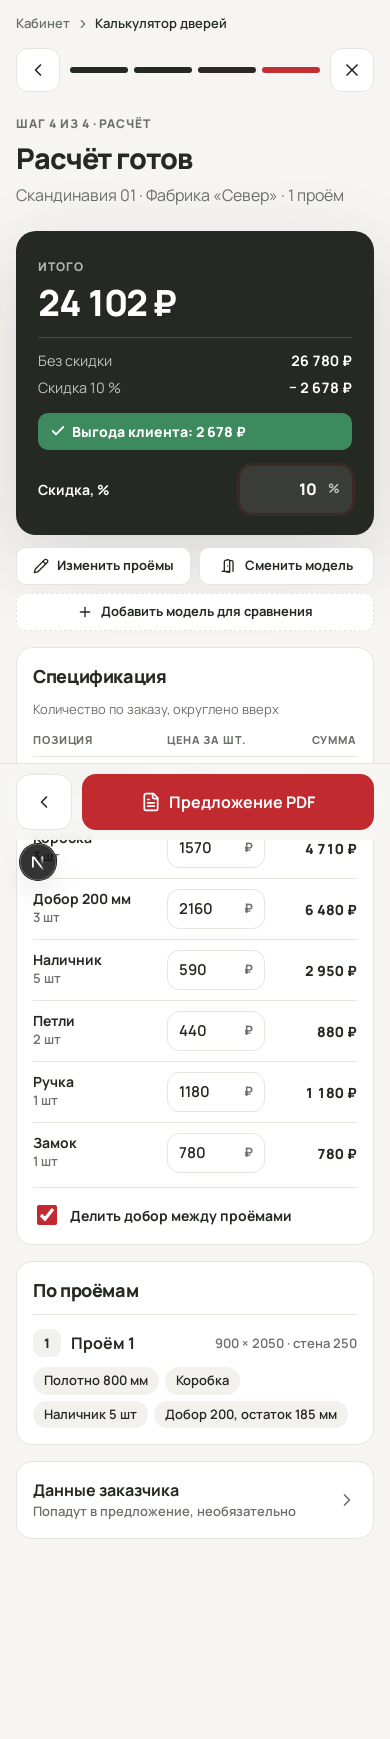 Кабинет > Калькулятор дверей
ШАГ 4 ИЗ 4 · РАСЧЁТ
Расчёт готов
Скандинавия 01 · Фабрика «Север» · 1 проём
ИТОГО
24 102 ₽
Без скидки 26 780 ₽
Скидка 10 % − 2 678 ₽
Выгода клиента: 2 678 ₽
Скидка, % 10 %
Изменить проёмы Сменить модель
Добавить модель для сравнения
Спецификация
Количество по заказу, округлено вверх
ПОЗИЦИЯ ЦЕНА ЗА ШТ. СУММА
Предложение PDF
Коробка 1570 ₽ 4 710 ₽
шт
N
Добор 200 мм 2160 ₽ 6 480 ₽
3 шт
Наличник 590 ₽ 2 950 ₽
5 шт
Петли 440 ₽ 880 ₽
2 шт
Ручка 1180 ₽ 1 180 ₽
1 шт
Замок 780 ₽ 780 ₽
1 шт
Делить добор между проёмами
По проёмам
1 Проём 1 900 × 2050 · стена 250
Полотно 800 мм Коробка
Наличник 5 шт Добор 200, остаток 185 мм
Данные заказчика
Попадут в предложение, необязательно